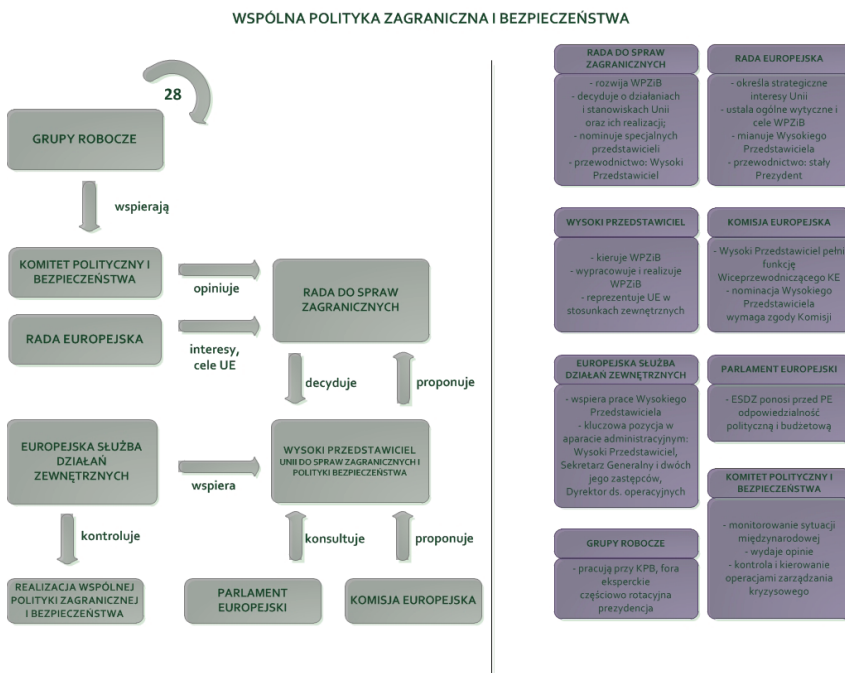 WSPÓLNA POLITYKA ZAGRANICZNA I BEZPIECZEŃSTWA
28
GRUPY ROBOCZE
wspierają
KOMITET POLITYCZNY I
BEZPIECZEŃSTWA
opiniuje
RADA DO SPRAW
ZAGRANICZNYCH
RADA EUROPEJSKA
interesy,
cele UE
decyduje
proponuje
EUROPEJSKA SŁUŻBA
DZIAŁAŃ
ZEWNĘTRZNYCH
wspiera
WYSOKI PRZEDSTAWICIEL
UNII DO SPRAW ZAGRANICZNYCH I
POLITYKI BEZPIECZEŃSTWA
kontroluje
konsultuje
proponuje
REALIZACJA WSPÓLNEJ
POLITYKI ZAGRANICZNEJ
I BEZPIECZEŃSTWA
PARLAMENT
EUROPEJSKI
KOMISJA EUROPEJSKA
RADA DO SPRAW
ZAGRANICZNYCH
- rozwija WPZiB
- decyduje o działaniach
i stanowiskach Unii
oraz ich realizacji;
- nominuje specjalnych
przedstawicieli
- przewodnictwo: Wysoki
Przedstawiciel
RADA EUROPEJSKA
- określa strategiczne
interesy Unii
- ustala ogólne wytyczne i
cele WPZiB
- mianuje Wysokiego
Przedstawiciela
- przewodnictwo: stały
Prezydent
WYSOKI PRZEDSTAWICIEL
- kieruje WPZiB
- wypracowuje i realizuje
WPZiB
- reprezentuje UE w
stosunkach zewnętrznych
KOMISJA EUROPEJSKA
- Wysoki Przedstawiciel pełni
funkcję
Wiceprzewodniczącego KE
- nominacja Wysokiego
Przedstawiciela
wymaga zgody Komisji
EUROPEJSKA SŁUŻBA
DZIAŁAŃ ZEWNĘTRZNYCH
- wspiera prace Wysokiego
Przedstawiciela
- kluczowa pozycja w
aparacie administracyjnym:
Wysoki Przedstawiciel,
Sekretarz Generalny i dwóch
jego zastępców,
Dyrektor ds. operacyjnych
PARLAMENT EUROPEJSKI
- ESDZ ponosi przed PE
odpowiedzialność
polityczną i budżetową
KOMITET POLITYCZNY I
BEZPIECZEŃSTWA
- monitorowanie sytuacji
międzynarodowej
- wydaje opinie
- kontrola i kierowanie
operacjami zarządzania
kryzysowego
GRUPY ROBOCZE
- pracują przy KPB, fora
eksperckie
częściowo rotacyjna
prezydencja